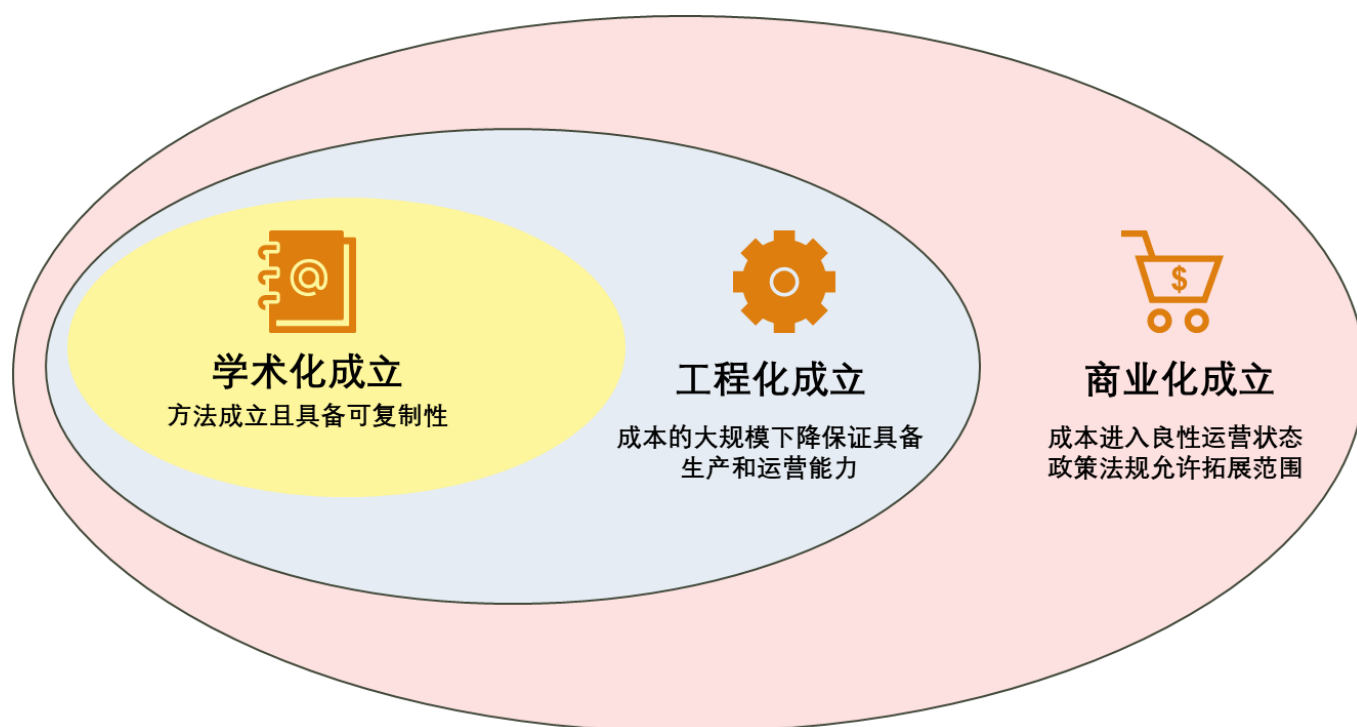 @
学术化成立
方法成立且具备可复制性
工程化成立
成本的大规模下降保证具备
生产和运营能力
$
商业化成立
成本进入良性运营状态
政策法规允许拓展范围